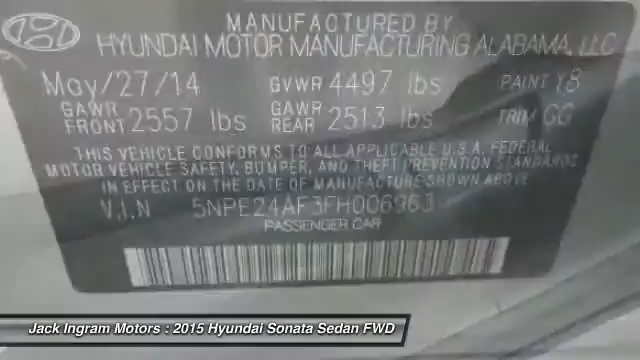 MANUFACTURED BY
HYUNDAI MOTOR MANUFACTURING ALABAMA, LLC
May/27/14 GVWR 4497 lbs PAINT Y8
GAWR FRONT 2557 lbs GAWR REAR 2513 lbs TRIM GG
THIS VEHICLE CONFORMS TO ALL APPLICABLE U.S.A. FEDERAL
MOTOR VEHICLE SAFETY, BUMPER, AND THEFT PREVENTION STANDARDS
IN EFFECT ON THE DATE OF MANUFACTURE SHOWN ABOVE.
V.I.N 5NPE24AF3FH006963
PASSENGER CAR
Jack Ingram Motors : 2015 Hyundai Sonata Sedan FWD